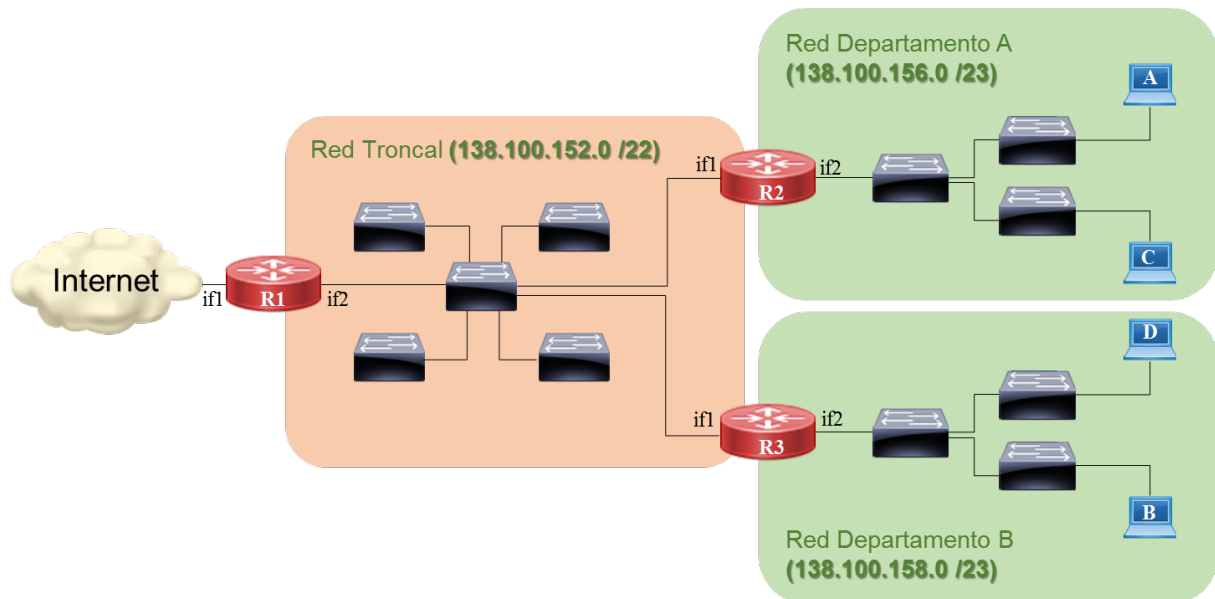 Red Departamento A
(138.100.156.0 /23)
A
Red Troncal (138.100.152.0 /22)
if1
R2
if2
C
Internet
if1
R1
if2
D
if1
R3
if2
B
Red Departamento B
(138.100.158.0 /23)